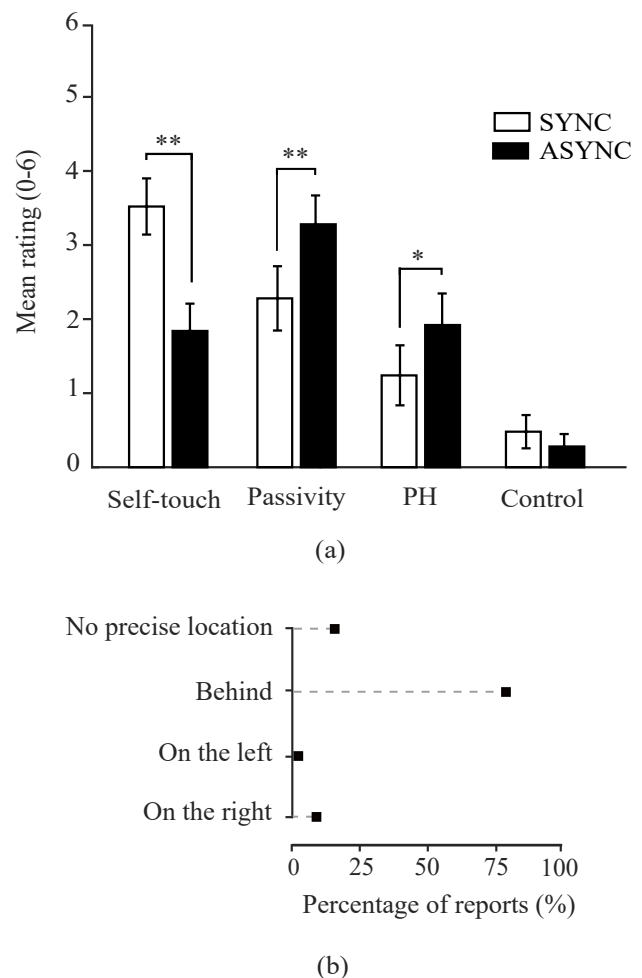 6
5
4
3
2
1
0
Mean rating (0-6)
SYNC
ASYNC
**
**
*
Self-touch Passivity PH Control
(a)
No precise location
Behind
On the left
On the right
0 25 50 75 100
Percentage of reports (%)
(b)